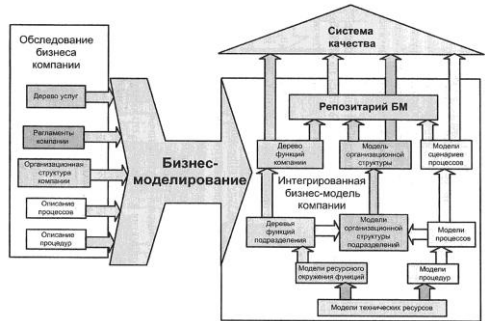 Обследование
бизнеса
компании
Дерево услуг
Регламенты
компании
Организационная
структура
компании
Описание
процессов
Описание
процедур
Бизнес-
моделирование
Система
качества
Репозитарий БМ
Дерево
функций
компании
Модель
организационной
структуры
Модели
сценариев
процессов
Интегрированная
бизнес-модель
компании
Деревья
функций
подразделения
Модели
организационной
структуры
подразделений
Модели
процессов
Модели ресурсного
окружения функций
Модели
процедур
Модели технических ресурсов